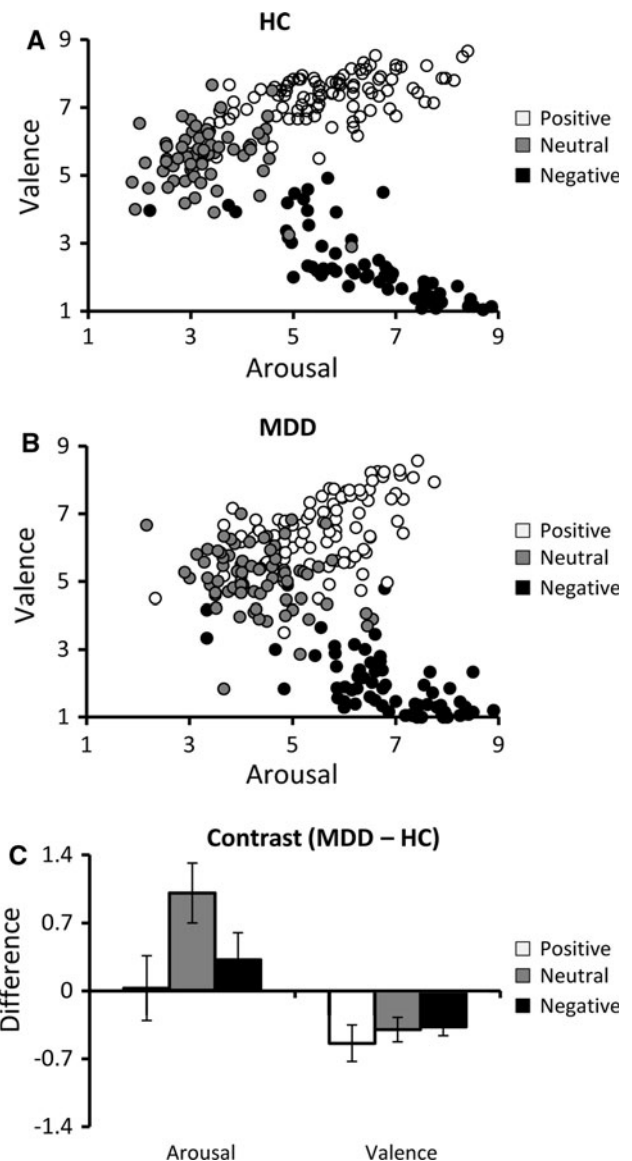 A
HC
9
7
5
3
1
Valence
1 3 5 7 9
Arousal
Positive
Neutral
Negative
B
MDD
9
7
5
3
1
Valence
1 3 5 7 9
Arousal
Positive
Neutral
Negative
C
Contrast (MDD – HC)
1.4
0.7
0
-0.7
-1.4
Difference
Arousal Valence
Positive
Neutral
Negative